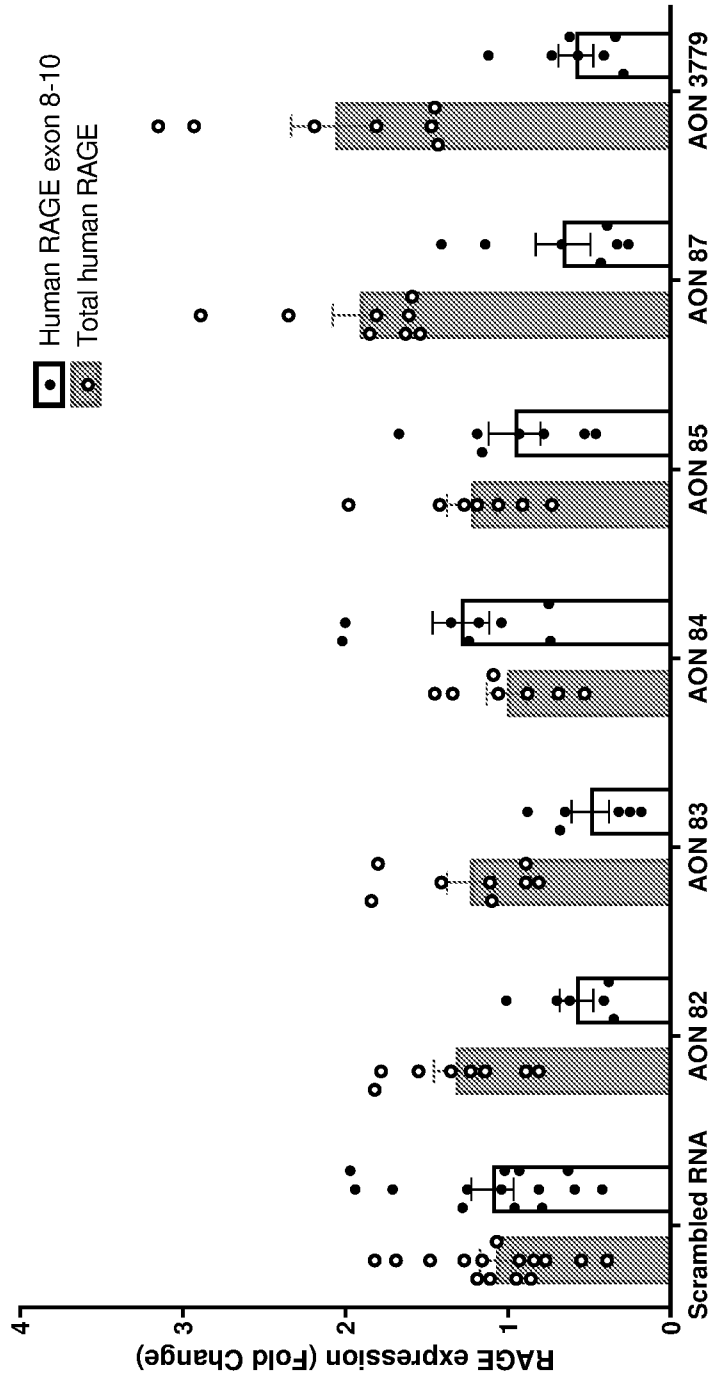 Human RAGE exon 8-10
Total human RAGE
RAGE expression (Fold Change)
4
3
2
1
0
Scrambled RNA
AON 82
AON 83
AON 84
AON 85
AON 87
AON 3779